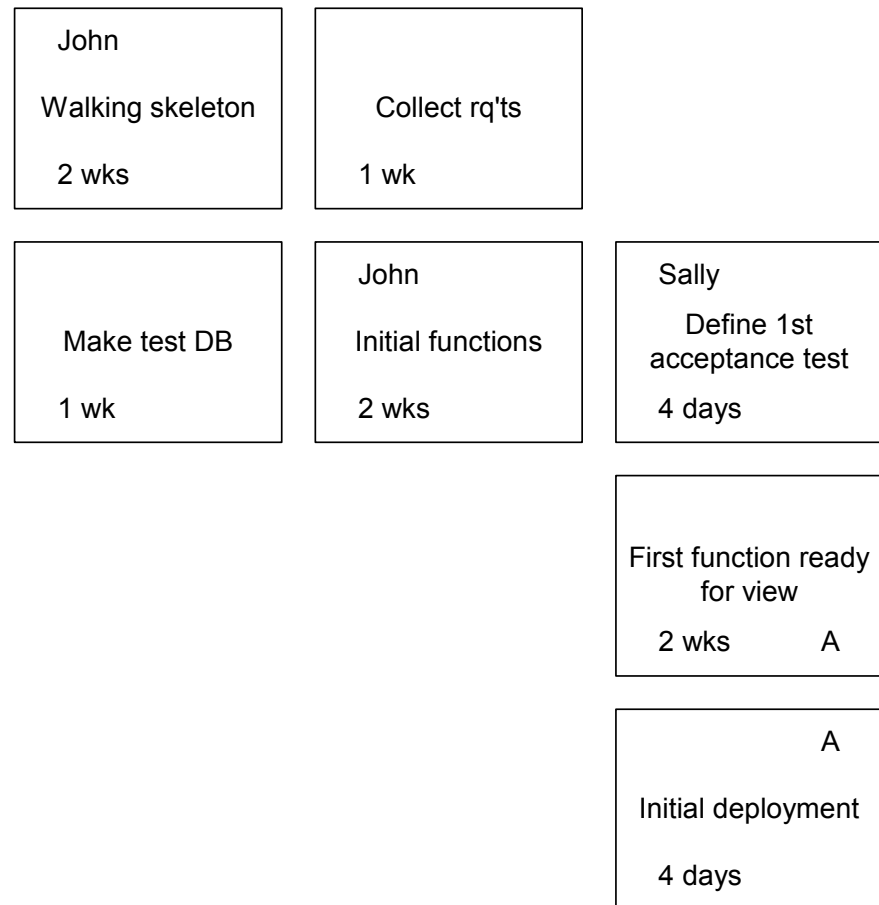 John
Walking skeleton
2 wks
Collect rq'ts
1 wk
Make test DB
1 wk
John
Initial functions
2 wks
Sally
Define 1st
acceptance test
4 days
First function ready
for view
2 wks A
A
Initial deployment
4 days